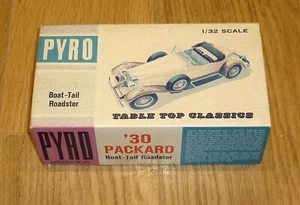 PYRO
1/32 SCALE
Boat-Tail
Roadster
TABLE TOP CLASSICS
PYRO
'30
PACKARD
Boat-Tail Roadster